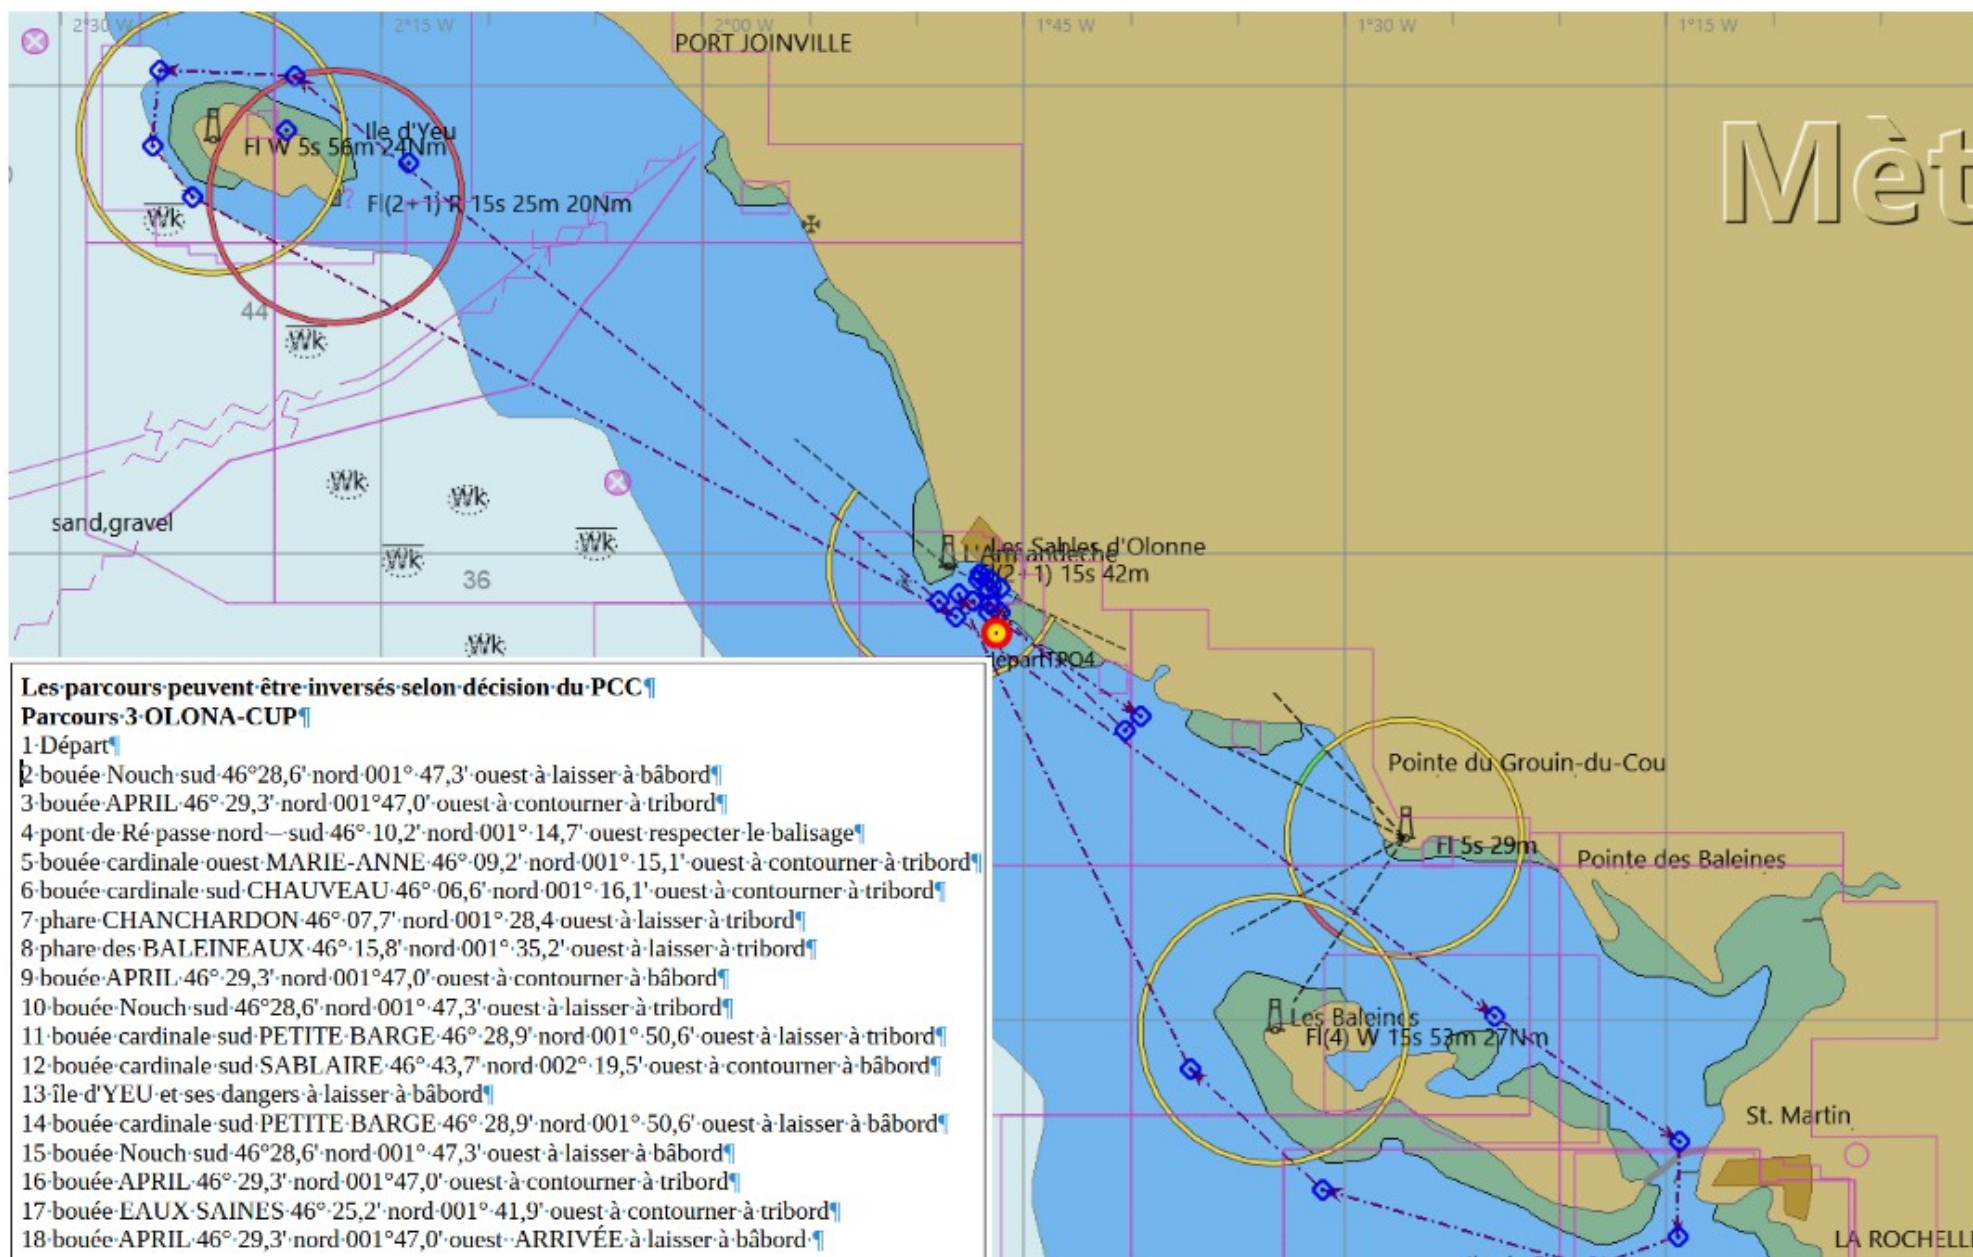 2°30 W
2°15 W
2°00 W
1°45 W
1°30 W
1°15 W
PORT JOINVILLE
Mèt
Ile d'Yeu
Fl W 5s 56m 24Nm
Wk
?
Fl(2+1) R 15s 25m 20Nm
44
Wk
Wk
Wk
sand,gravel
Wk
Wk
36
Wk
Les Sables d'Olonne
L'Armandeche
Fl(2+1) 15s 42m
départTPO4
Pointe du Grouin-du-Cou
Fl 5s 29m
Pointe des Baleines
Les Baleines
Fl(4) W 15s 53m 27Nm
St. Martin
LA ROCHELL
Les·parcours·peuvent·être·inversés·selon·décision·du·PCC¶
Parcours·3·OLONA-CUP¶
1·Départ¶
2·bouée·Nouch·sud·46°28,6'·nord·001°·47,3'·ouest·à·laisser·à·bâbord¶
3·bouée·APRIL·46°·29,3'·nord·001°47,0'·ouest·à·contourner·à·tribord¶
4·pont·de·Ré·passe·nord·–·sud·46°·10,2'·nord·001°·14,7'·ouest·respecter·le·balisage¶
5·bouée·cardinale·ouest·MARIE-ANNE·46°·09,2'·nord·001°·15,1'·ouest·à·contourner·à·tribord¶
6·bouée·cardinale·sud·CHAUVEAU·46°·06,6'·nord·001°·16,1'·ouest·à·contourner·à·tribord¶
7·phare·CHANCHARDON·46°·07,7'·nord·001°·28,4·ouest·à·laisser·à·tribord¶
8·phare·des·BALEINEAUX·46°·15,8'·nord·001°·35,2'·ouest·à·laisser·à·tribord¶
9·bouée·APRIL·46°·29,3'·nord·001°47,0'·ouest·à·contourner·à·bâbord¶
10·bouée·Nouch·sud·46°28,6'·nord·001°·47,3'·ouest·à·laisser·à·tribord¶
11·bouée·cardinale·sud·PETITE·BARGE·46°·28,9'·nord·001°·50,6'·ouest·à·laisser·à·tribord¶
12·bouée·cardinale·sud·SABLAIRE·46°·43,7'·nord·002°·19,5'·ouest·à·contourner·à·bâbord¶
13·île·d'YEU·et·ses·dangers·à·laisser·à·bâbord¶
14·bouée·cardinale·sud·PETITE·BARGE·46°·28,9'·nord·001°·50,6'·ouest·à·laisser·à·bâbord¶
15·bouée·Nouch·sud·46°28,6'·nord·001°·47,3'·ouest·à·laisser·à·bâbord¶
16·bouée·APRIL·46°·29,3'·nord·001°47,0'·ouest·à·contourner·à·tribord¶
17·bouée·EAUX·SAINES·46°·25,2'·nord·001°·41,9'·ouest·à·contourner·à·tribord¶
18·bouée·APRIL·46°·29,3'·nord·001°47,0'·ouest··ARRIVÉE·à·laisser·à·bâbord·¶